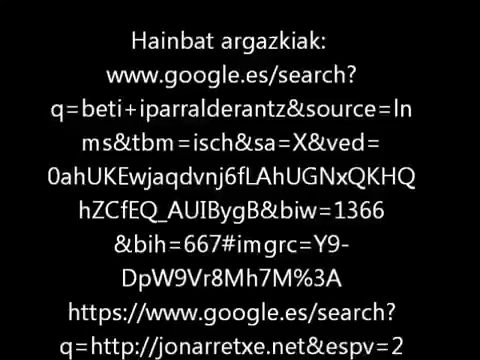 Hainbat argazkiak:
www.google.es/search?
q=beti+iparralderantz&source=ln
ms&tbm=isch&sa=X&ved=
0ahUKEwjaqdvnj6fLAhUGNxQKHQ
hZCfEQ_AUIBygB&biw=1366
&bih=667#imgrc=Y9-
DpW9Vr8Mh7M%3A
https://www.google.es/search?
q=http://jonarretxe.net&espv=2